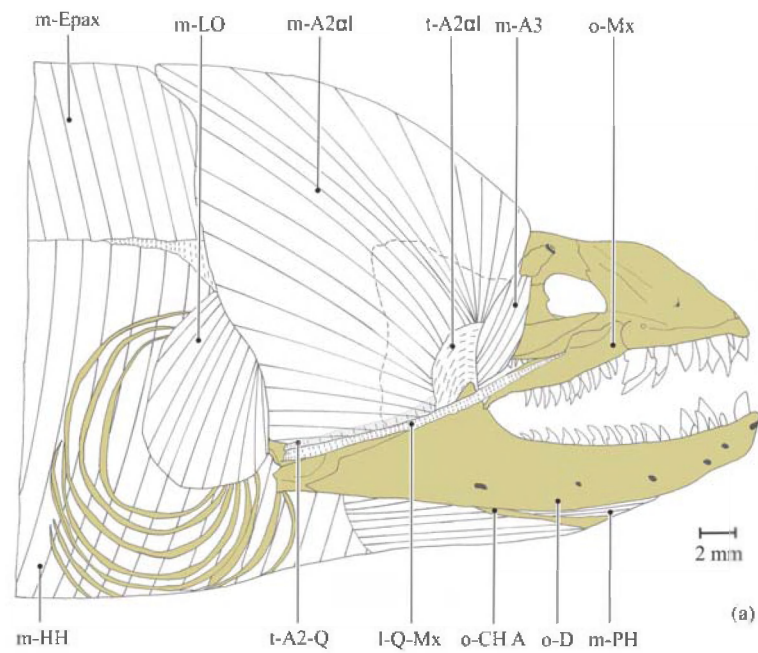 m-Epax m-LO m-A2αl t-A2αl m-A3 o-Mx
2 mm
(a)
m-HH t-A2-Q l-Q-Mx o-CH A o-D m-PH